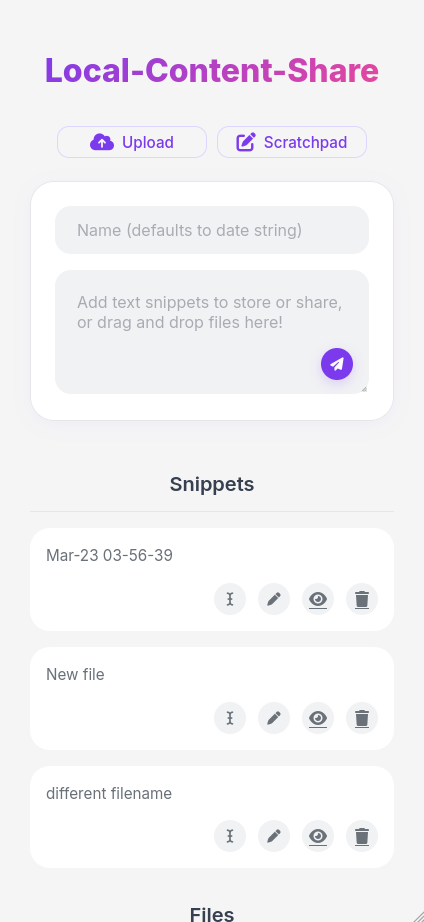 Local-Content-Share
Upload
Scratchpad
Name (defaults to date string)
Add text snippets to store or share,
or drag and drop files here!
Snippets
Mar-23 03-56-39
New file
different filename
Files